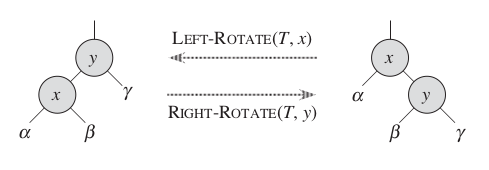 LEFT-ROTATE(T, x)
y
x
x
γ
α
y
RIGHT-ROTATE(T, y)
α
β
β
γ